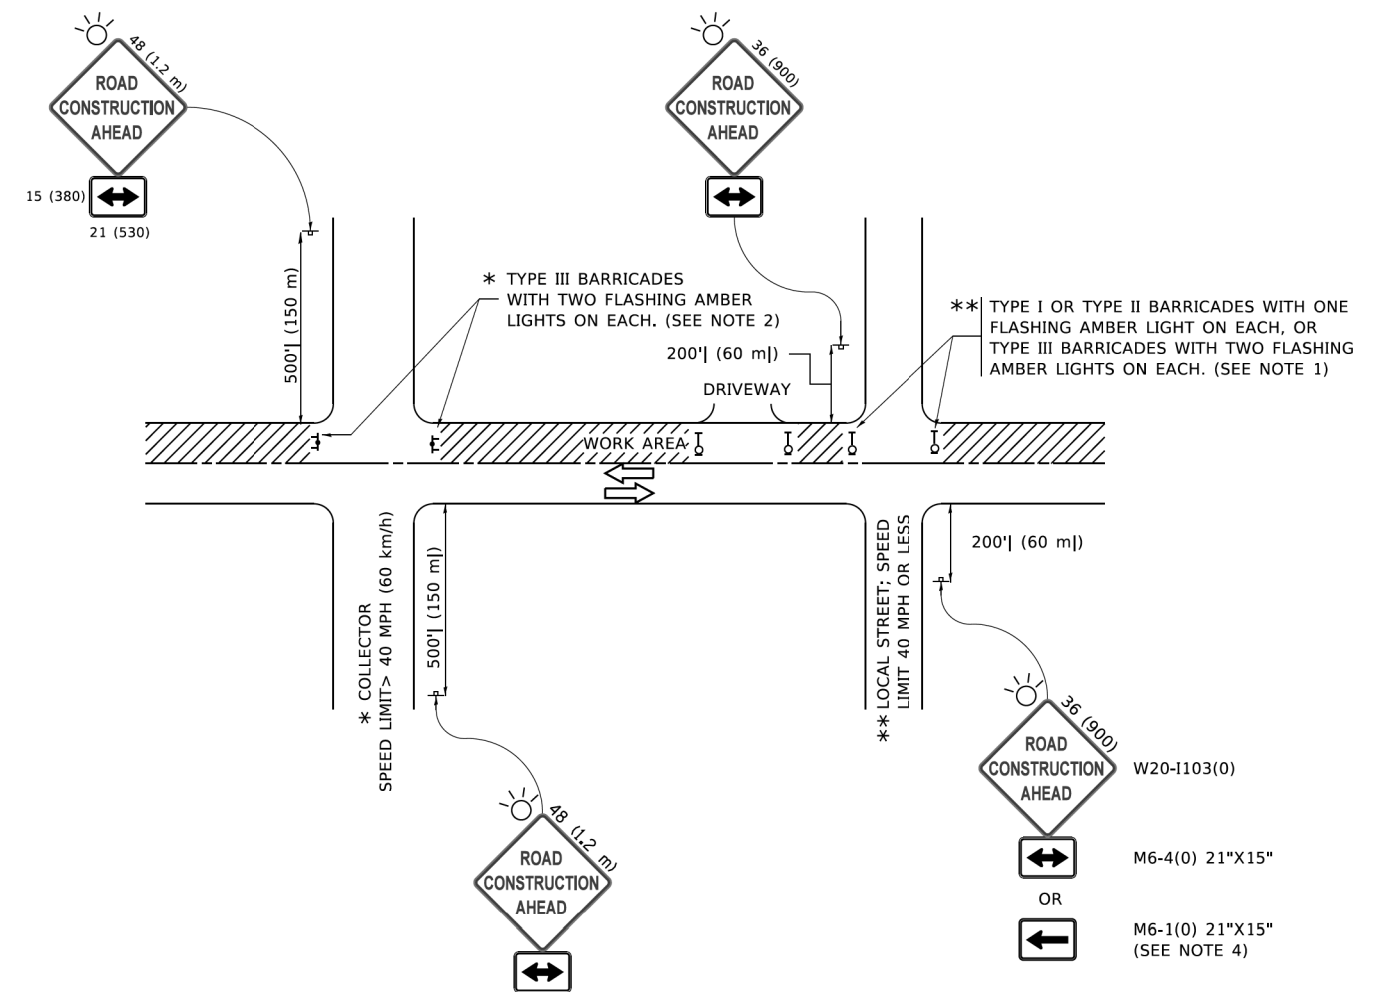 48 (1.2 m)
ROAD
CONSTRUCTION
AHEAD
15 (380)
21 (530)
36 (900)
ROAD
CONSTRUCTION
AHEAD
500'| (150 m)
* TYPE III BARRICADES
WITH TWO FLASHING AMBER
LIGHTS ON EACH. (SEE NOTE 2)
200'| (60 m|)
DRIVEWAY
** TYPE I OR TYPE II BARRICADES WITH ONE
FLASHING AMBER LIGHT ON EACH, OR
TYPE III BARRICADES WITH TWO FLASHING
AMBER LIGHTS ON EACH. (SEE NOTE 1)
WORK AREA
* COLLECTOR
SPEED LIMIT> 40 MPH (60 km/h)
500'| (150 m|)
** LOCAL STREET; SPEED
LIMIT 40 MPH OR LESS
200'| (60 m|)
48 (1.2 m)
ROAD
CONSTRUCTION
AHEAD
36 (900)
ROAD
CONSTRUCTION
AHEAD
W20-I103(0)
M6-4(0) 21"X15"
OR
M6-1(0) 21"X15"
(SEE NOTE 4)